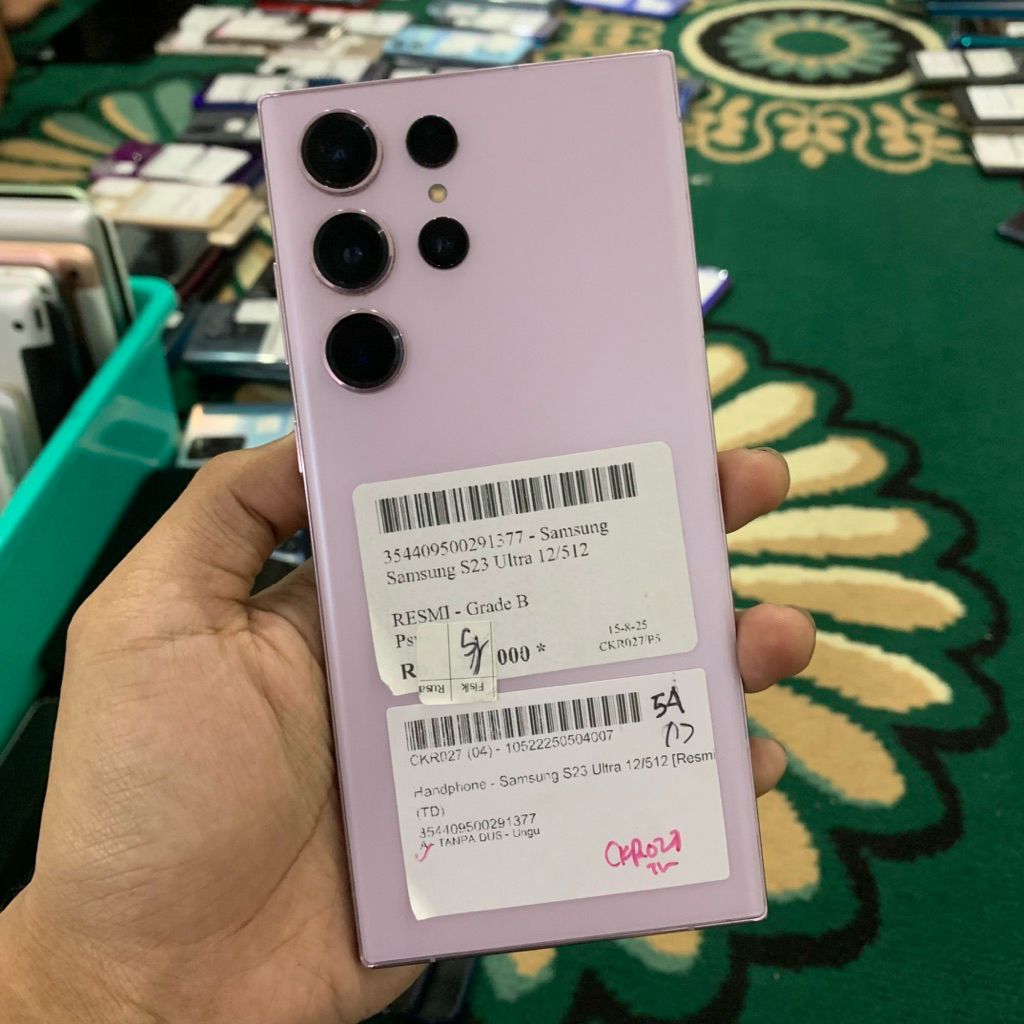 354409500291377 - Samsung
Samsung S23 Ultra 12/512
RESMI - Grade B
15-8-25
CKR027/P5
R 000 *
Fisik
Rusa
CKR027 (04) - 10522250504007
5A
Handphone - Samsung S23 Ultra 12/512 [Resmi
(TD)
354409500291377
A- TANPA DUS - Ungu
CKR027